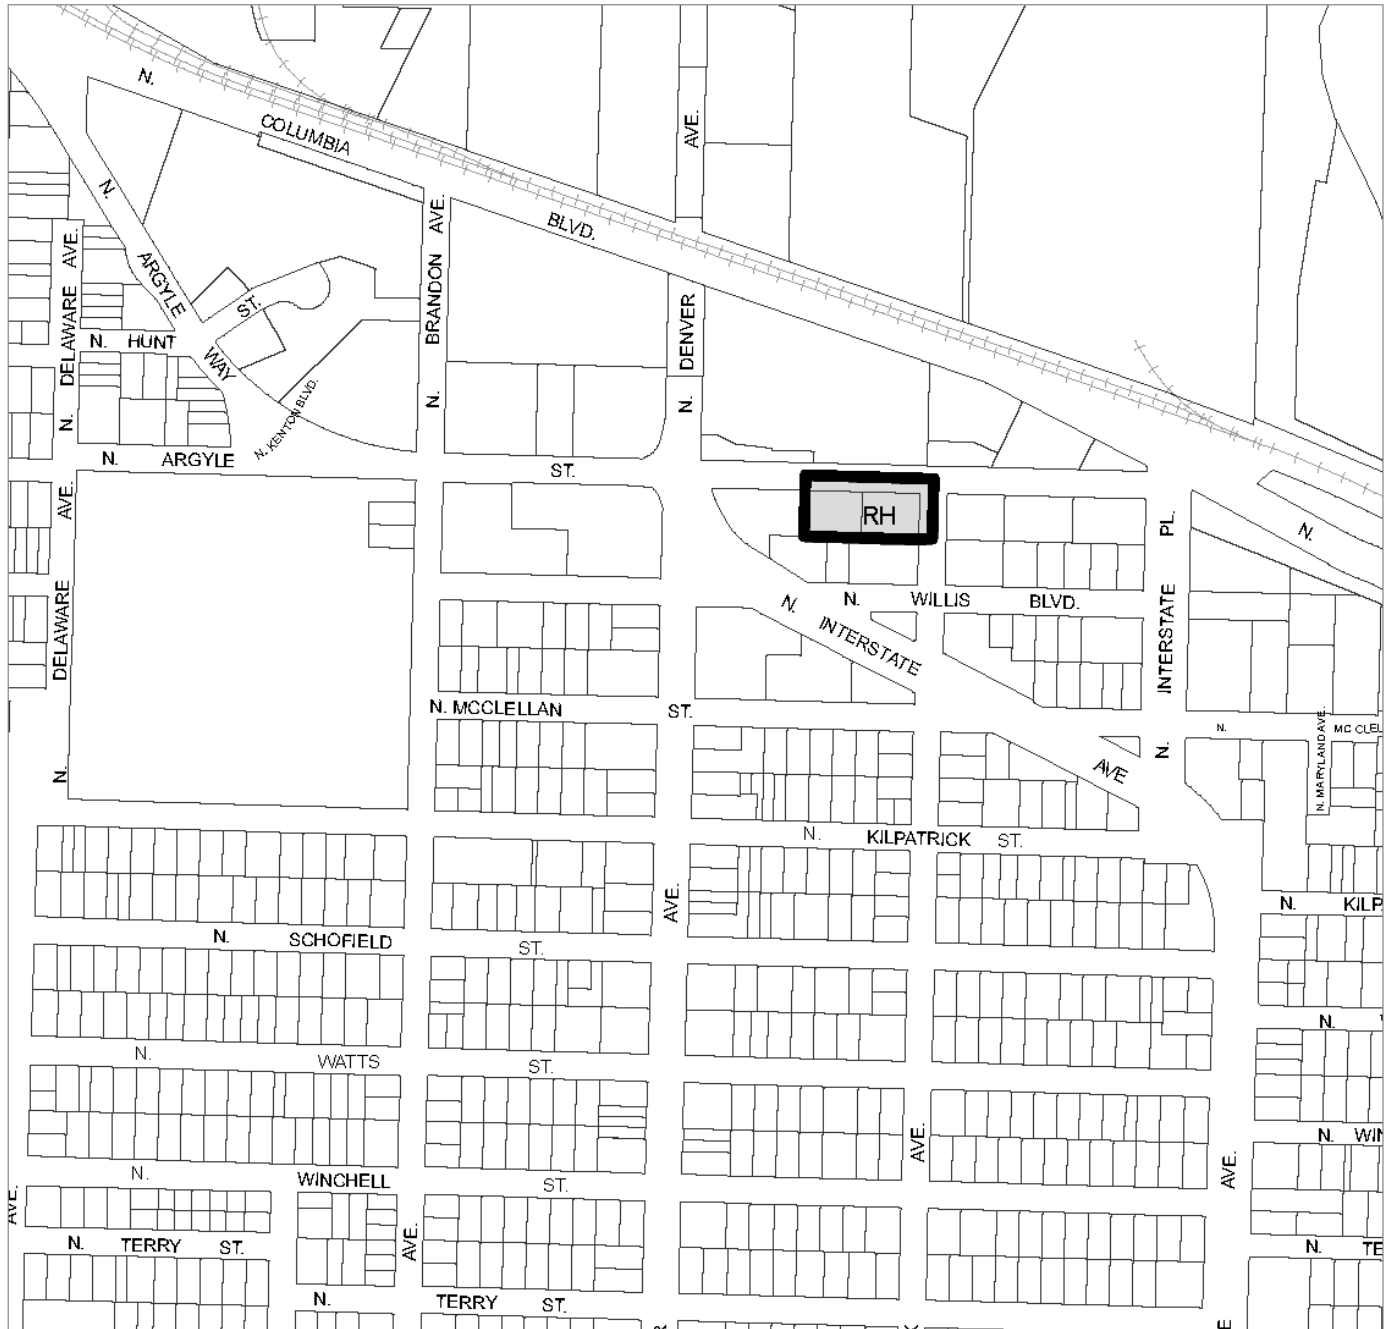 N.
COLUMBIA
BLVD.
AVE.
N.
ARGYLE
WAY
AVE.
DELAWARE
N.
AVE.
BRANDON
N.
ST.
N. HUNT
N. KENTON BLVD.
DENVER
N.
N. ARGYLE
ST.
RH
AVE.
DELAWARE
N.
PL.
INTERSTATE
N.
N.
N. WILLIS BLVD.
N.
INTERSTATE
AVE
N. MCCLELLAN
ST.
N.
MC CLEL
N. MARYLAND AVE.
N. KILPATRICK ST.
AVE.
N. KILP
N. SCHOFIELD
ST.
N.
N. WATTS
ST.
N. WIN
AVE.
AVE.
N. WINCHELL
ST.
AVE.
AVE.
N. TERRY ST.
N. TE
N. TERRY ST.